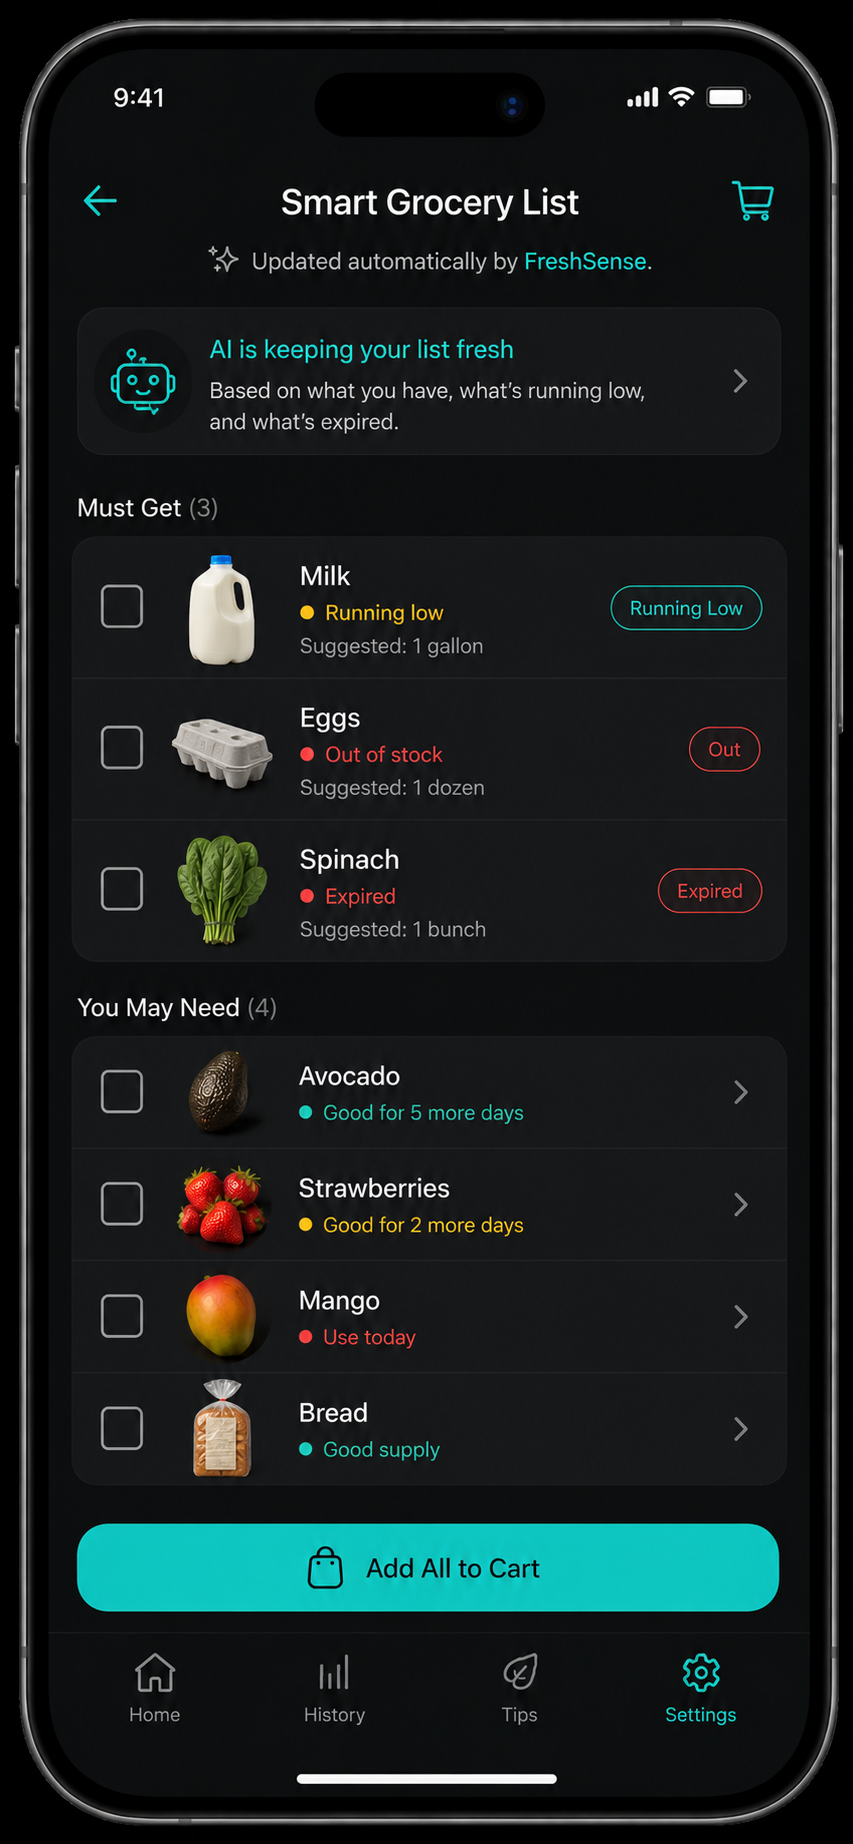 9:41
Smart Grocery List
Updated automatically by FreshSense.
AI is keeping your list fresh
Based on what you have, what's running low,
and what's expired.
Must Get (3)
Milk
Running low
Suggested: 1 gallon
Running Low
Eggs
Out of stock
Suggested: 1 dozen
Out
Spinach
Expired
Suggested: 1 bunch
Expired
You May Need (4)
Avocado
Good for 5 more days
Strawberries
Good for 2 more days
Mango
Use today
Bread
Good supply
Add All to Cart
Home
History
Tips
Settings